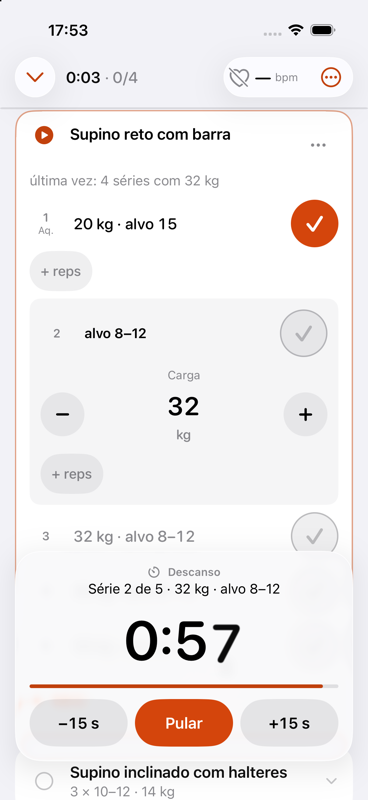 17:53
0:03 · 0/4
— bpm
Supino reto com barra
última vez: 4 séries com 32 kg
1
Aq.
20 kg · alvo 15
+ reps
2
alvo 8–12
Carga
32
kg
+ reps
3
32 kg · alvo 8–12
Descanso
Série 2 de 5 · 32 kg · alvo 8–12
0:57
−15 s
Pular
+15 s
Supino inclinado com halteres
3 × 10–12 · 14 kg